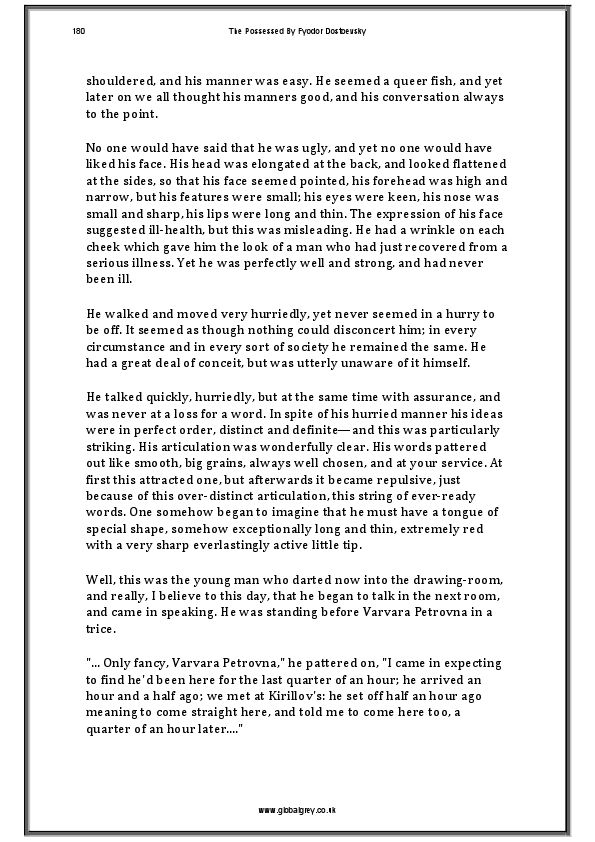 180
The Possessed By Fyodor Dostoevsky
shouldered, and his manner was easy. He seemed a queer fish, and yet
later on we all thought his manners good, and his conversation always
to the point.
No one would have said that he was ugly, and yet no one would have
liked his face. His head was elongated at the back, and looked flattened
at the sides, so that his face seemed pointed, his forehead was high and
narrow, but his features were small; his eyes were keen, his nose was
small and sharp, his lips were long and thin. The expression of his face
suggested ill-health, but this was misleading. He had a wrinkle on each
cheek which gave him the look of a man who had just recovered from a
serious illness. Yet he was perfectly well and strong, and had never
been ill.
He walked and moved very hurriedly, yet never seemed in a hurry to
be off. It seemed as though nothing could disconcert him; in every
circumstance and in every sort of society he remained the same. He
had a great deal of conceit, but was utterly unaware of it himself.
He talked quickly, hurriedly, but at the same time with assurance, and
was never at a loss for a word. In spite of his hurried manner his ideas
were in perfect order, distinct and definite—and this was particularly
striking. His articulation was wonderfully clear. His words pattered
out like smooth, big grains, always well chosen, and at your service. At
first this attracted one, but afterwards it became repulsive, just
because of this over-distinct articulation, this string of ever-ready
words. One somehow began to imagine that he must have a tongue of
special shape, somehow exceptionally long and thin, extremely red
with a very sharp everlastingly active little tip.
Well, this was the young man who darted now into the drawing-room,
and really, I believe to this day, that he began to talk in the next room,
and came in speaking. He was standing before Varvara Petrovna in a
trice.
"... Only fancy, Varvara Petrovna," he pattered on, "I came in expecting
to find he'd been here for the last quarter of an hour; he arrived an
hour and a half ago; we met at Kirillov's: he set off half an hour ago
meaning to come straight here, and told me to come here too, a
quarter of an hour later...."
www.globalgrey.co.uk